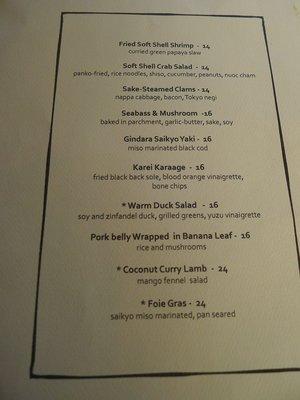 Fried Soft Shell Shrimp - 14
curried green papaya slaw
Soft Shell Crab Salad - 14
panko-fried, rice noodles, shiso, cucumber, peanuts, nuoc cham
Sake-Steamed Clams - 14
nappa cabbage, bacon, Tokyo negi
Seabass & Mushroom -16
baked in parchment, garlic-butter, sake, soy
Gindara Saikyo Yaki - 16
miso marinated black cod
Karei Karaage - 16
fried black back sole, blood orange vinaigrette,
bone chips
* Warm Duck Salad - 16
soy and zinfandel duck, grilled greens, yuzu vinaigrette
Pork belly Wrapped in Banana Leaf - 16
rice and mushrooms
* Coconut Curry Lamb - 24
mango fennel salad
* Foie Gras - 24
saikyo miso marinated, pan seared